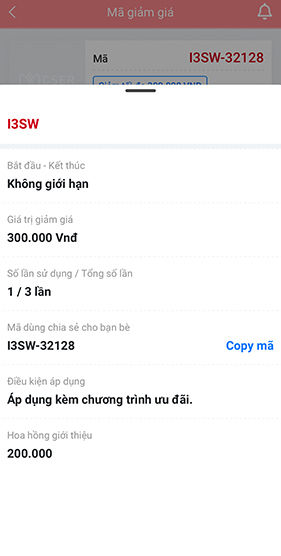 Mã giảm giá
Mã
I3SW-32128
I3SW
Bắt đầu - Kết thúc
Không giới hạn
Giá trị giảm giá
300.000 Vnđ
Số lần sử dụng / Tổng số lần
1 / 3 lần
Mã dùng chia sẻ cho bạn bè
I3SW-32128
Copy mã
Điều kiện áp dụng
Áp dụng kèm chương trình ưu đãi.
Hoa hồng giới thiệu
200.000